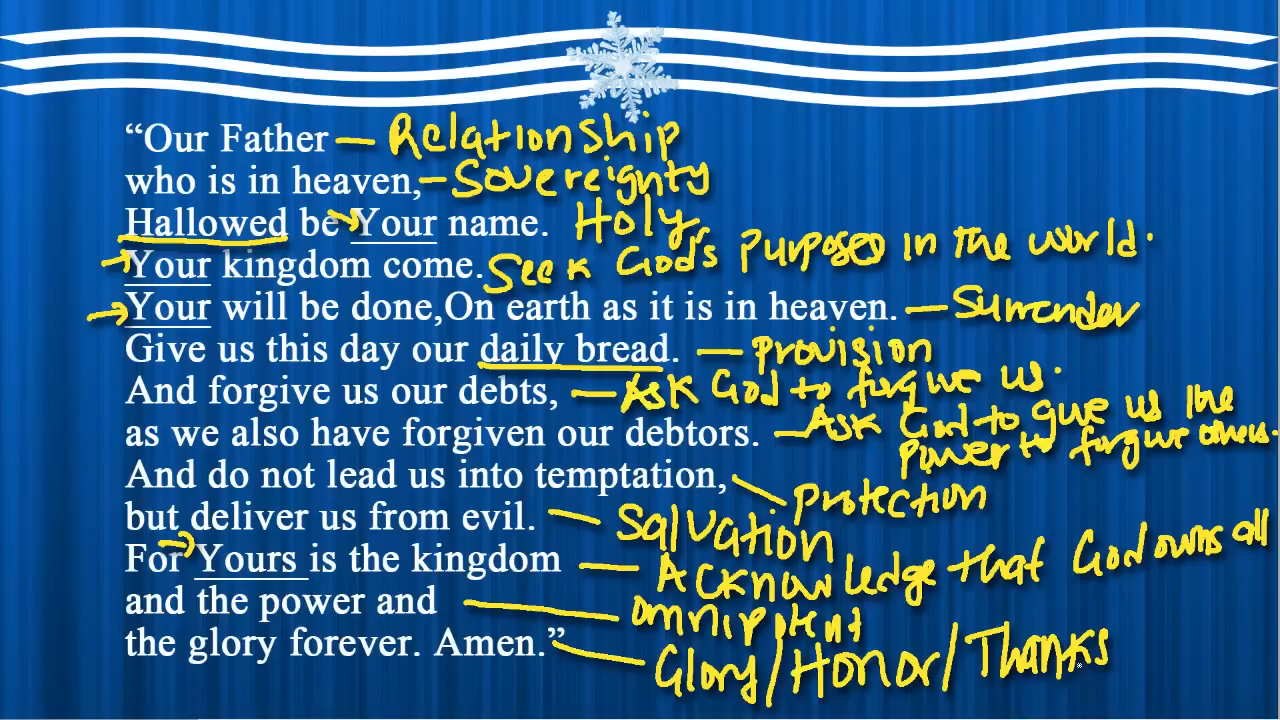 “Our Father — Relationship
who is in heaven, — Sovereignty
Hallowed be Your name. Holy,
Your kingdom come. Seek God's purposes in the world.
Your will be done,On earth as it is in heaven. — Surrender
Give us this day our daily bread. — provision
And forgive us our debts, — Ask God to forgive us.
as we also have forgiven our debtors. — Ask God to give us the
power to forgive others.
And do not lead us into temptation, protection
but deliver us from evil. — Salvation
For Yours is the kingdom — Acknowledge that God owns all
and the power and — omnipotent
the glory forever. Amen.” — Glory/Honor/Thanks